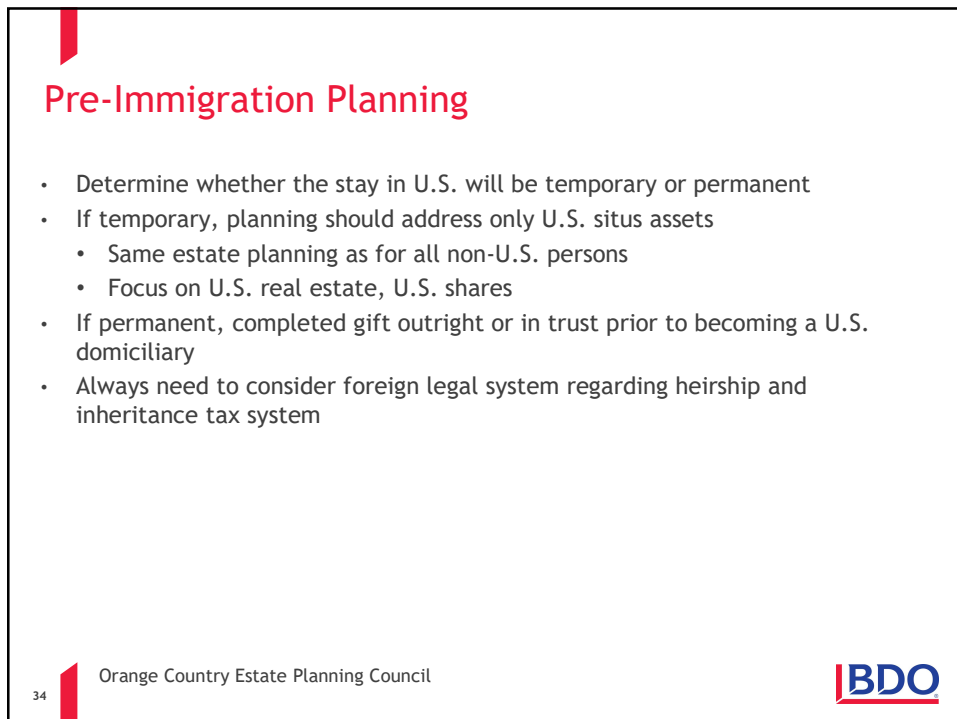 Pre-Immigration Planning
• Determine whether the stay in U.S. will be temporary or permanent
• If temporary, planning should address only U.S. situs assets
• Same estate planning as for all non-U.S. persons
• Focus on U.S. real estate, U.S. shares
• If permanent, completed gift outright or in trust prior to becoming a U.S.
domiciliary
• Always need to consider foreign legal system regarding heirship and
inheritance tax system
Orange Country Estate Planning Council
34
BDO